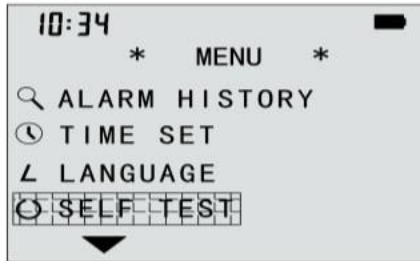 10:34
* MENU *
ALARM HISTORY
TIME SET
L LANGUAGE
SELF TEST